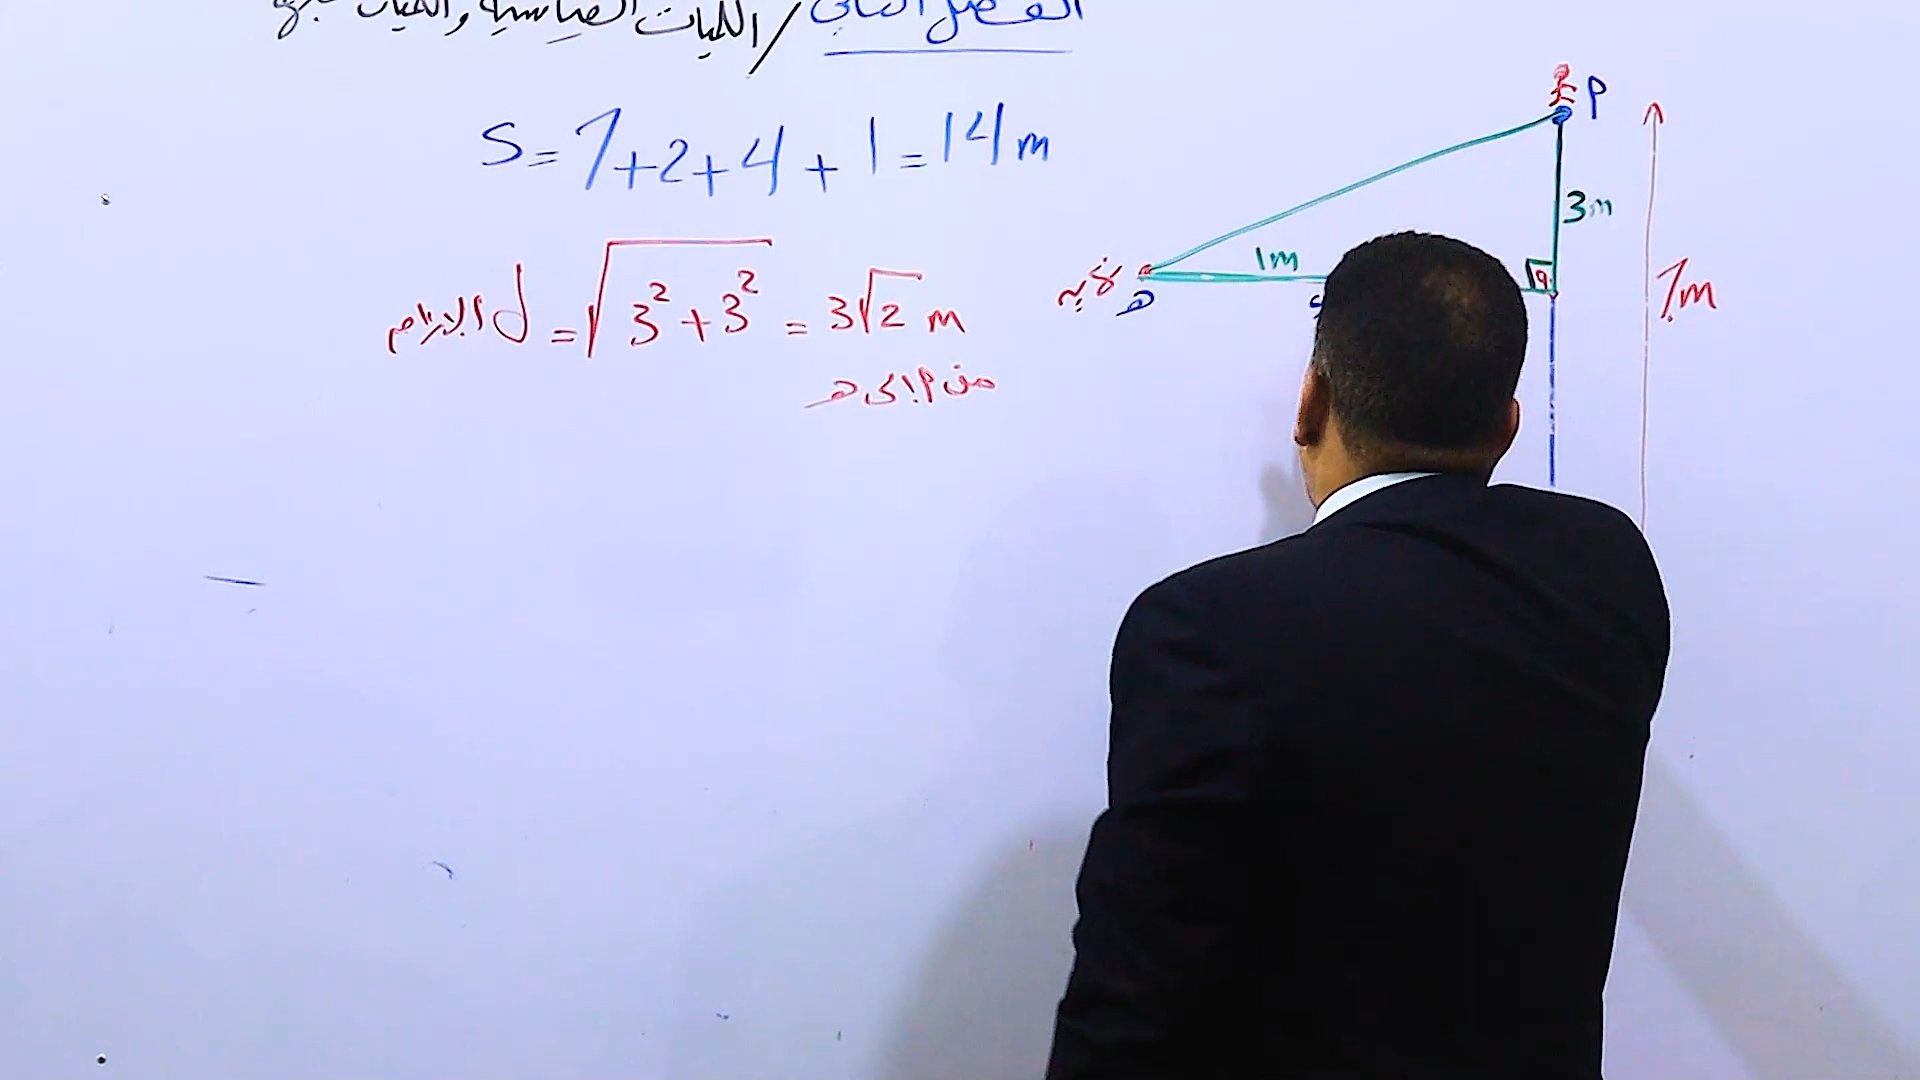 الفصل الثاني / الكميات القياسية والكميات
S = 7 + 2 + 4 + 1 = 14 m
ل الإزاحة = √3² + 3² = 3√2 m
من م إلى هـ
م
3m
1m
7m
نهاية
هـ